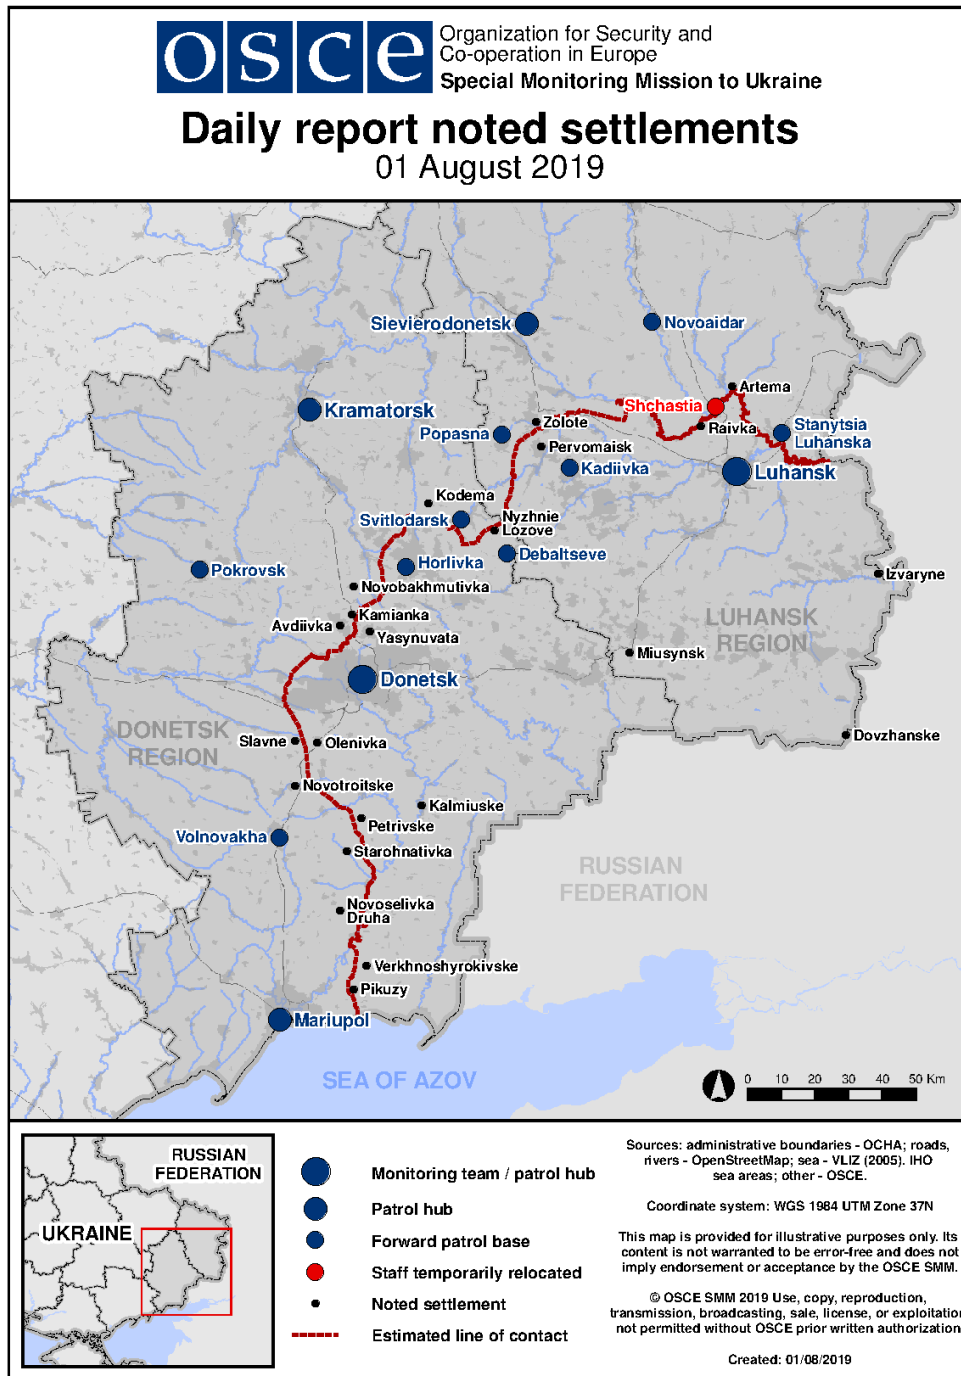 osce
Organization for Security and
Co-operation in Europe
Special Monitoring Mission to Ukraine
Daily report noted settlements
01 August 2019
Sievierodonetsk
Novoaidar
Artema
Shchastia
Kramatorsk
Zolote
Raivka
Stanytsia
Luhanska
Popasna
Pervomaisk
Kadiivka
Luhansk
Kodema
Svitlodarsk
Nyzhnie
Lozove
Debaltseve
Horlivka
Pokrovsk
Izvaryne
Novobakhmutivka
Kamianka
Avdiivka
Yasynuvata
LUHANSK
REGION
Miusynsk
Donetsk
DONETSK
REGION
Slavne
Olenivka
Dovzhanske
Novotroitske
Kalmiuske
Petrivske
Volnovakha
Starohnativka
RUSSIAN
FEDERATION
Novoselivka
Druha
Verkhnoshyrokivske
Pikuzy
Mariupol
SEA OF AZOV
0 10 20 30 40 50 Km
RUSSIAN
FEDERATION
UKRAINE
Monitoring team / patrol hub
Patrol hub
Forward patrol base
Staff temporarily relocated
Noted settlement
Estimated line of contact
Sources: administrative boundaries - OCHA; roads,
rivers - OpenStreetMap; sea - VLIZ (2005). IHO
sea areas; other - OSCE.
Coordinate system: WGS 1984 UTM Zone 37N
This map is provided for illustrative purposes only. Its
content is not warranted to be error-free and does not
imply endorsement or acceptance by the OSCE SMM.
© OSCE SMM 2019 Use, copy, reproduction,
transmission, broadcasting, sale, license, or exploitation
not permitted without OSCE prior written authorization
Created: 01/08/2019